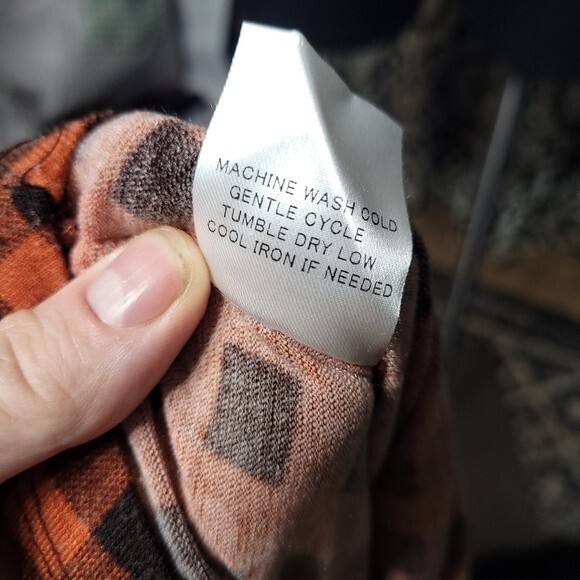 MACHINE WASH COLD
GENTLE CYCLE
TUMBLE DRY LOW
COOL IRON IF NEEDED